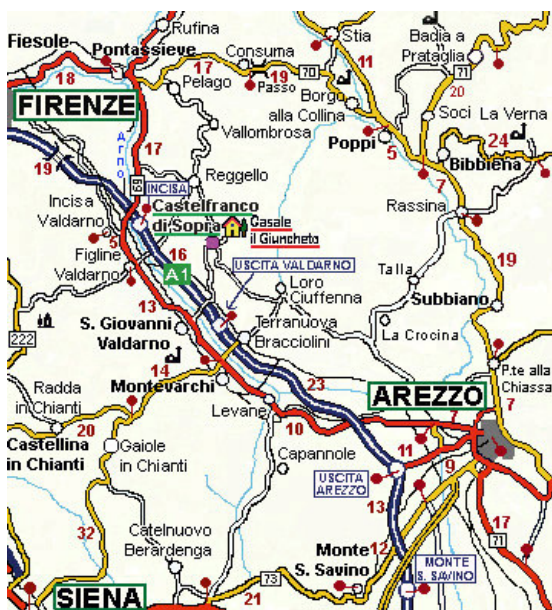 Rufina
Stia
Badia a
Prataglia
Fiesole
Pontassieve
Consuma
11
17
19
70
71
18
Passo
20
Pelago
Borgo
alla Collina
La Verna
FIRENZE
Soci
Vallombrosa
Poppi
24
Arno
17
5
Bibbiena
19
7
Reggello
69
INCISA
Rassina
Incisa
Valdarno
Castelfranco
di Sopra
Casale
il Giuncheto
5
16
USCITA VALDARNO
Figline
Valdarno
A1
Talla
19
Loro
Ciuffenna
13
Subbiano
S. Giovanni
Valdarno
Terranuova
Bracciolini
La Crocina
222
14
P.te alla
Chiassa
Radda
in Chianti
Montevarchi
23
AREZZO
Levane
7
7
20
10
Castellina
in Chianti
Gaiole
in Chianti
11
9
Capannole
USCITA
AREZZO
13
32
17
Catelnuovo
Berardenga
12
71
Monte
S. Savino
MONTE
S. SAVINO
73
SIENA
21